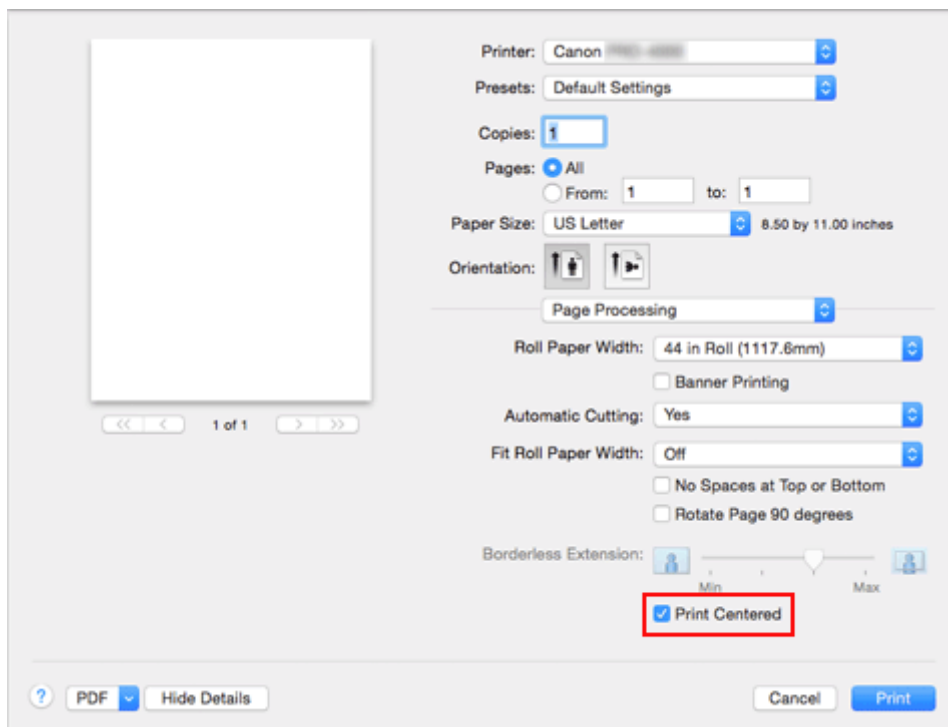 Printer: Canon
Presets: Default Settings
Copies: 1
Pages: All
From: 1 to: 1
Paper Size: US Letter 8.50 by 11.00 inches
Orientation:
Page Processing
Roll Paper Width: 44 in Roll (1117.6mm)
Banner Printing
1 of 1
Automatic Cutting: Yes
Fit Roll Paper Width: Off
No Spaces at Top or Bottom
Rotate Page 90 degrees
Borderless Extension:
Min Max
Print Centered
? PDF Hide Details Cancel Print